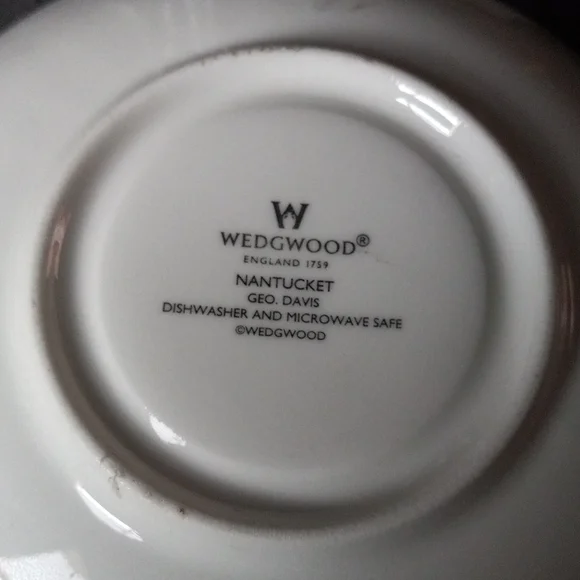 W
WEDGWOOD®
ENGLAND 1759
NANTUCKET
GEO. DAVIS
DISHWASHER AND MICROWAVE SAFE
©WEDGWOOD